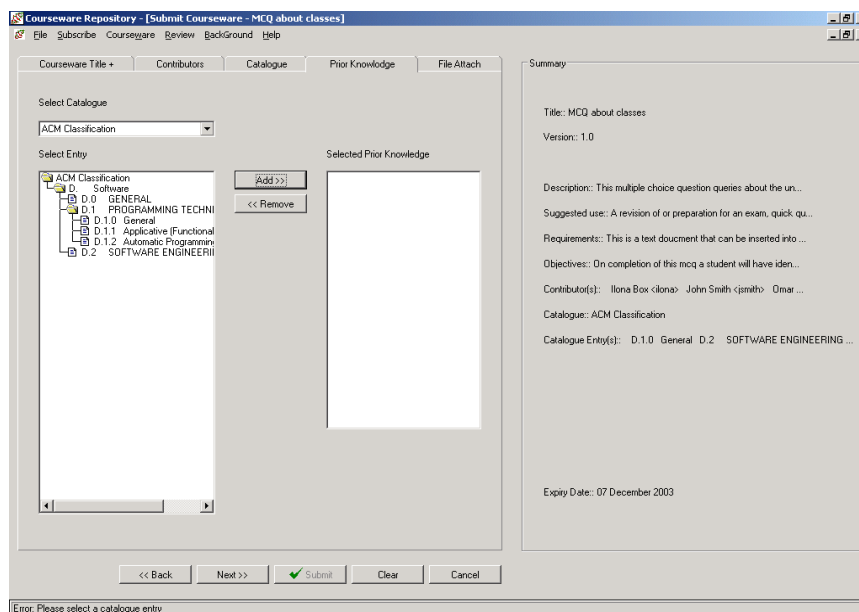 Courseware Repository - [Submit Courseware - MCQ about classes]
File Subscribe Courseware Review BackGround Help
Courseware Title + Contributors Catalogue Prior Knowledge File Attach
Select Catalogue
ACM Classification
Select Entry
ACM Classification
D. Software
D.0 GENERAL
D.1 PROGRAMMING TECHNI
D.1.0 General
D.1.1 Applicative (Functional
D.1.2 Automatic Programming
D.2 SOFTWARE ENGINEERII
Add >>
<< Remove
Selected Prior Knowledge
Summary
Title:: MCQ about classes
Version:: 1.0
Description:: This multiple choice question queries about the un...
Suggested use:: A revision of or preparation for an exam, quick qu...
Requirements:: This is a text doucment that can be inserted into ...
Objectives:: On completion of this mcq a student will have iden...
Contributor(s):: Ilona Box <ilona> John Smith <jsmith> Omar...
Catalogue:: ACM Classification
Catalogue Entry(s):: D.1.0 General D.2 SOFTWARE ENGINEERING ...
Expiry Date:: 07 December 2003
<< Back Next >> Submit Clear Cancel
Error: Please select a catalogue entry